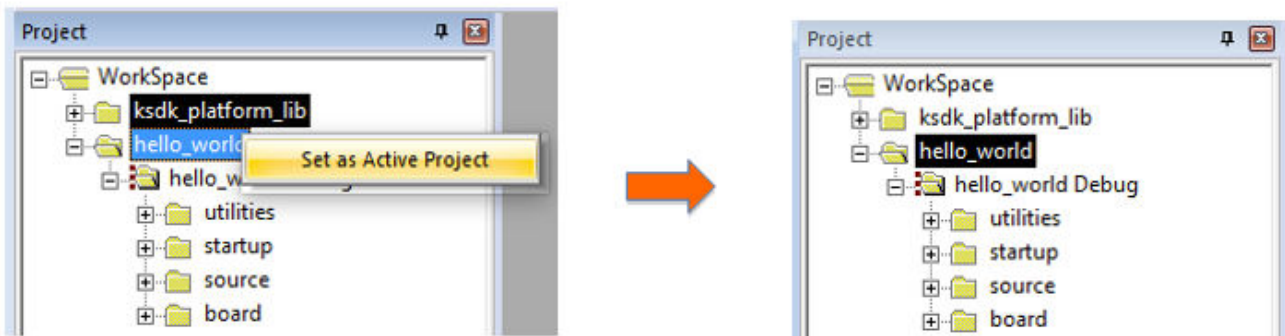 Project
WorkSpace
ksdk_platform_lib
hello_world
Set as Active Project
hello_w
utilities
startup
source
board
Project
WorkSpace
ksdk_platform_lib
hello_world
hello_world Debug
utilities
startup
source
board